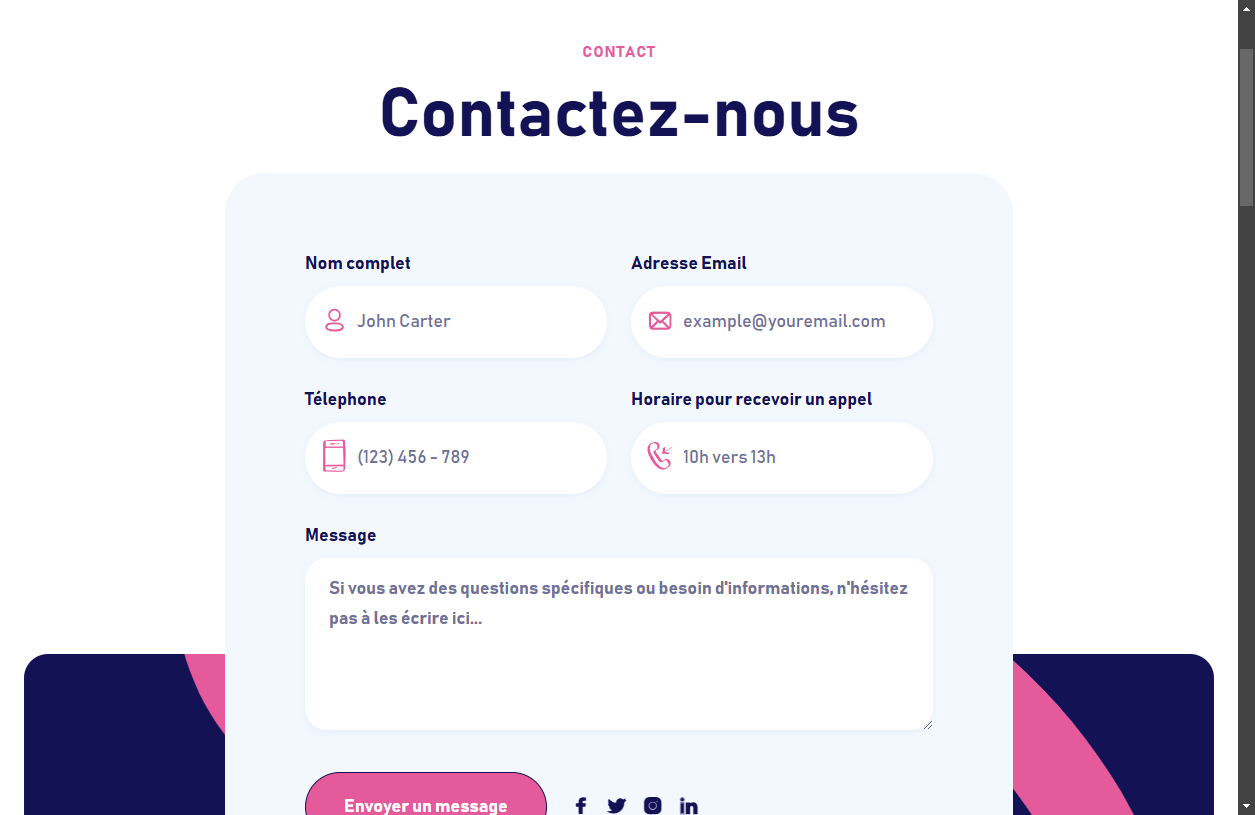 CONTACT
Contactez-nous
Nom complet
Adresse Email
John Carter
example@youremail.com
Télephone
Horaire pour recevoir un appel
(123) 456 - 789
10h vers 13h
Message
Si vous avez des questions spécifiques ou besoin d'informations, n'hésitez
pas à les écrire ici...
Envoyer un message